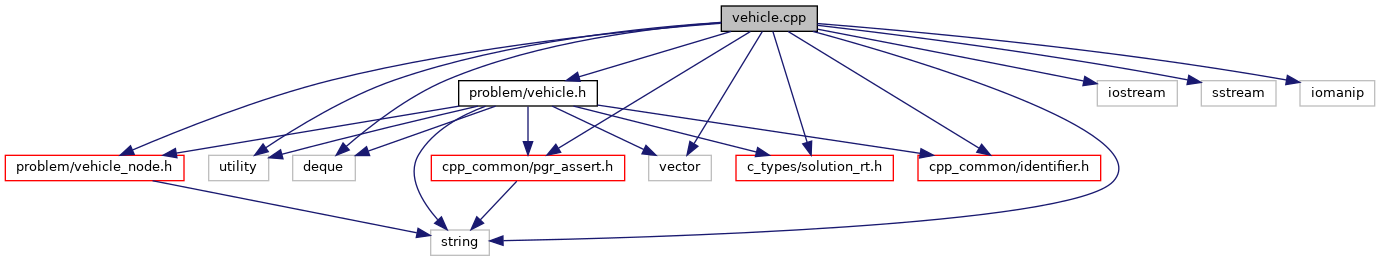 vehicle.cpp
problem/vehicle.h
iostream
sstream
iomanip
problem/vehicle_node.h
utility
deque
cpp_common/pgr_assert.h
vector
c_types/solution_rt.h
cpp_common/identifier.h
string